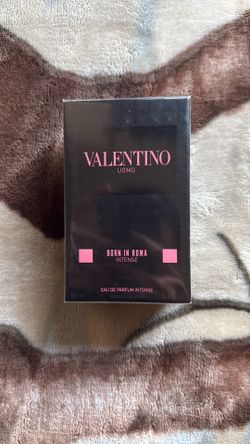 VALENTINO
UOMO
BORN IN ROMA
INTENSE
EAU DE PARFUM INTENSE